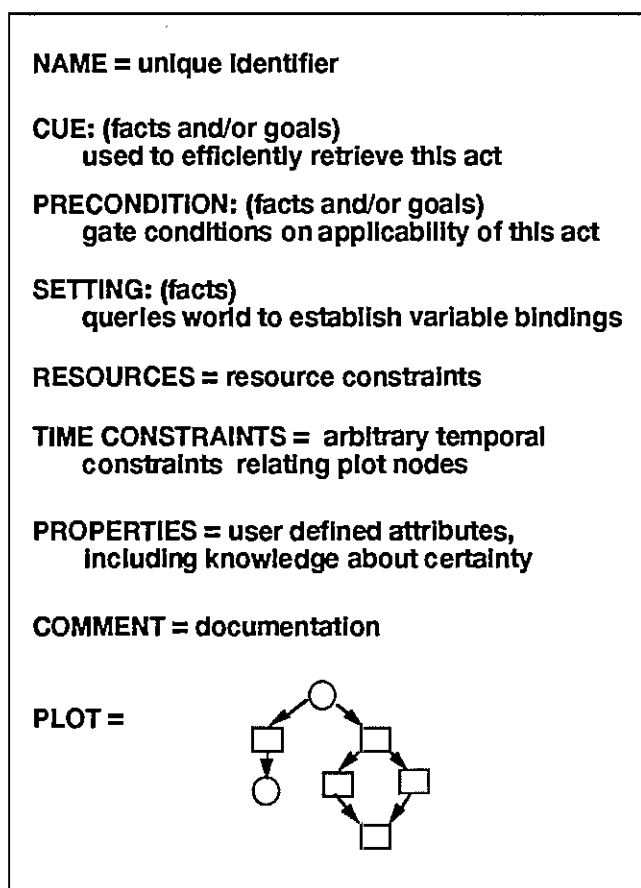 NAME = unique identifier
CUE: (facts and/or goals)
used to efficiently retrieve this act
PRECONDITION: (facts and/or goals)
gate conditions on applicability of this act
SETTING: (facts)
queries world to establish variable bindings
RESOURCES = resource constraints
TIME CONSTRAINTS = arbitrary temporal
constraints relating plot nodes
PROPERTIES = user defined attributes,
including knowledge about certainty
COMMENT = documentation
PLOT =